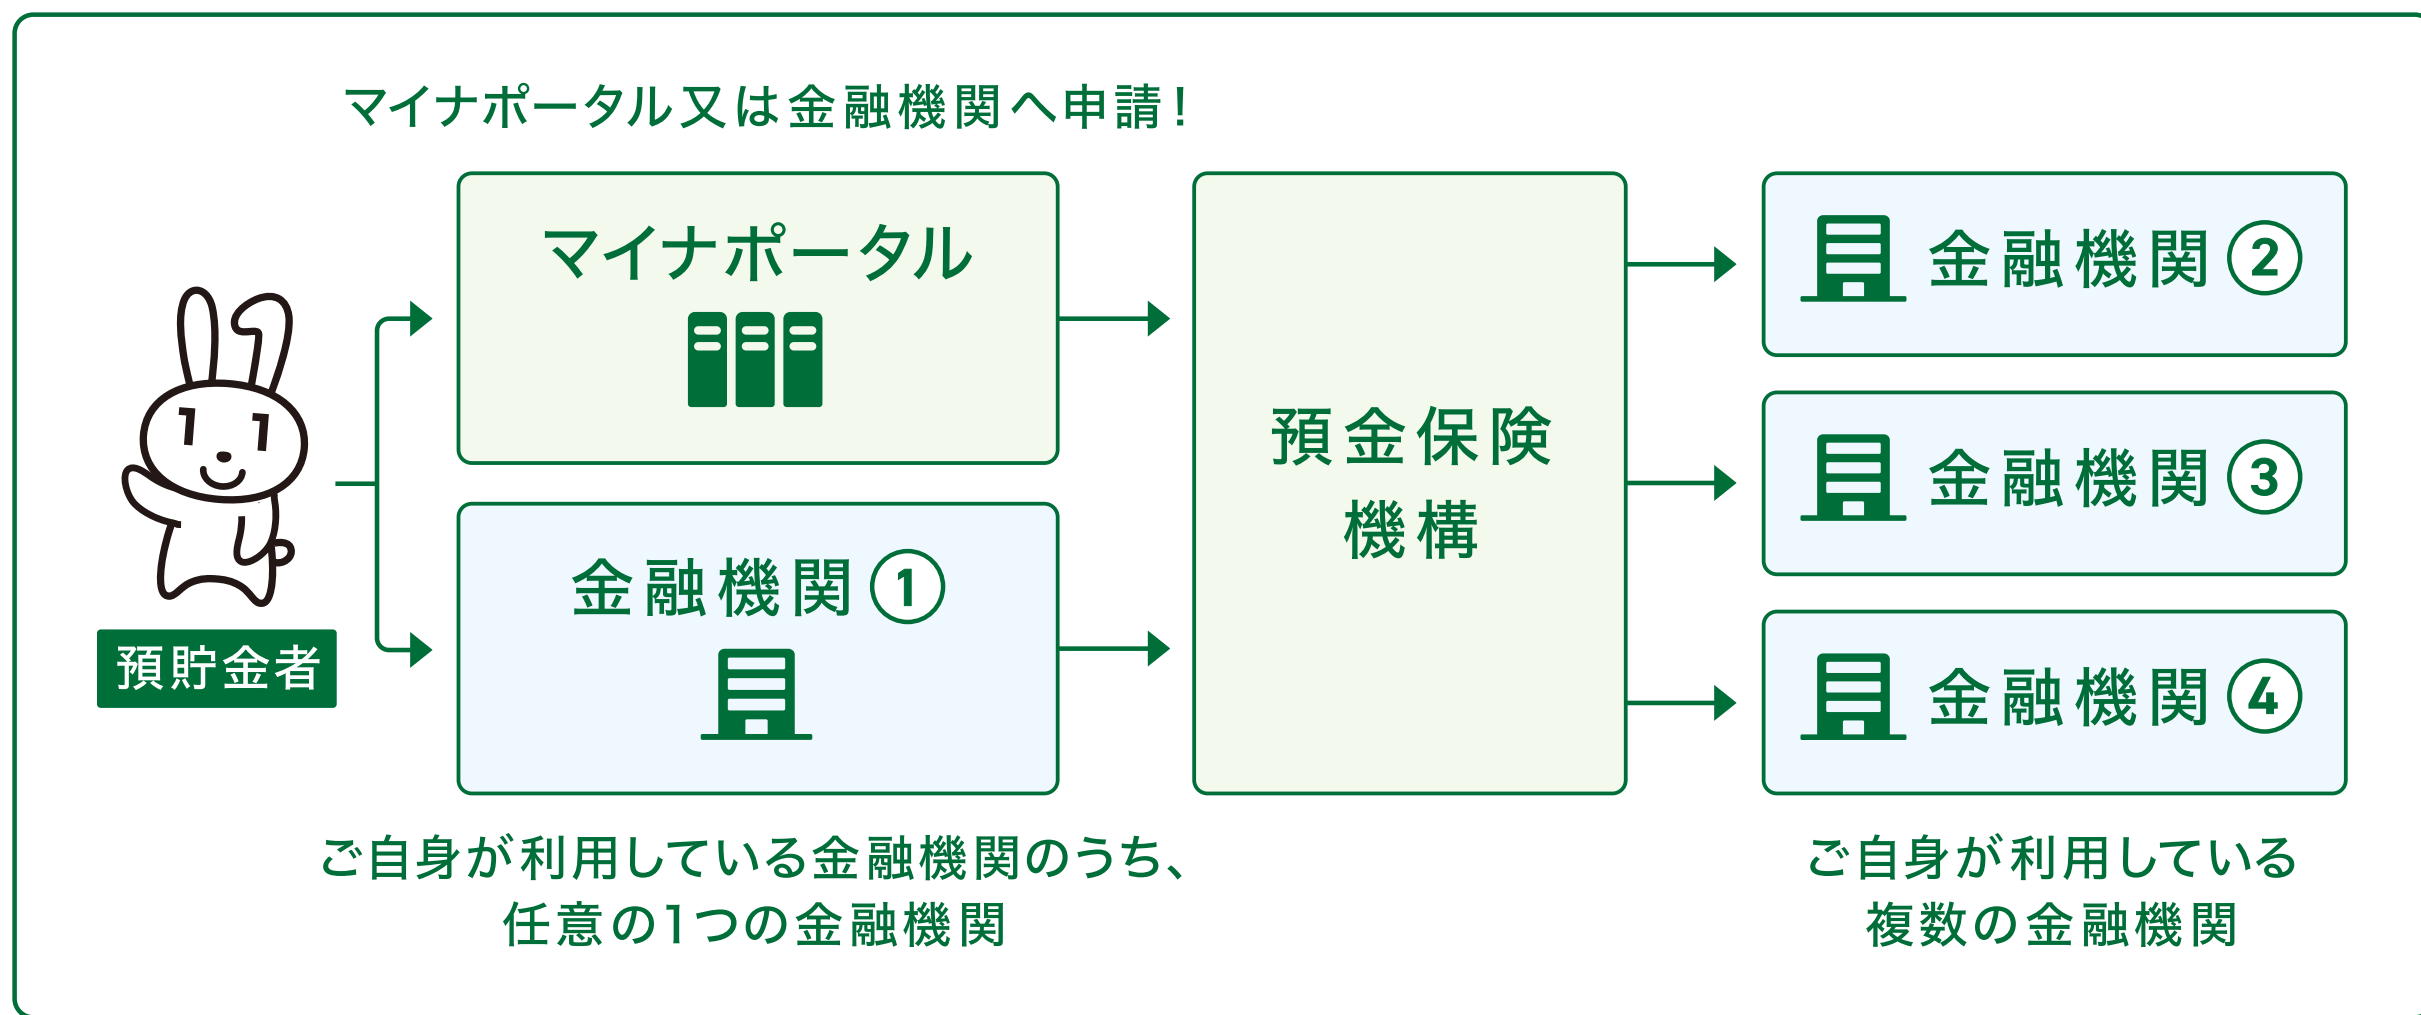 マイナポータル又は金融機関へ申請！
マイナポータル
金融機関①
預貯金者
預金保険
機構
金融機関②
金融機関③
金融機関④
ご自身が利用している金融機関のうち、
任意の1つの金融機関
ご自身が利用している
複数の金融機関